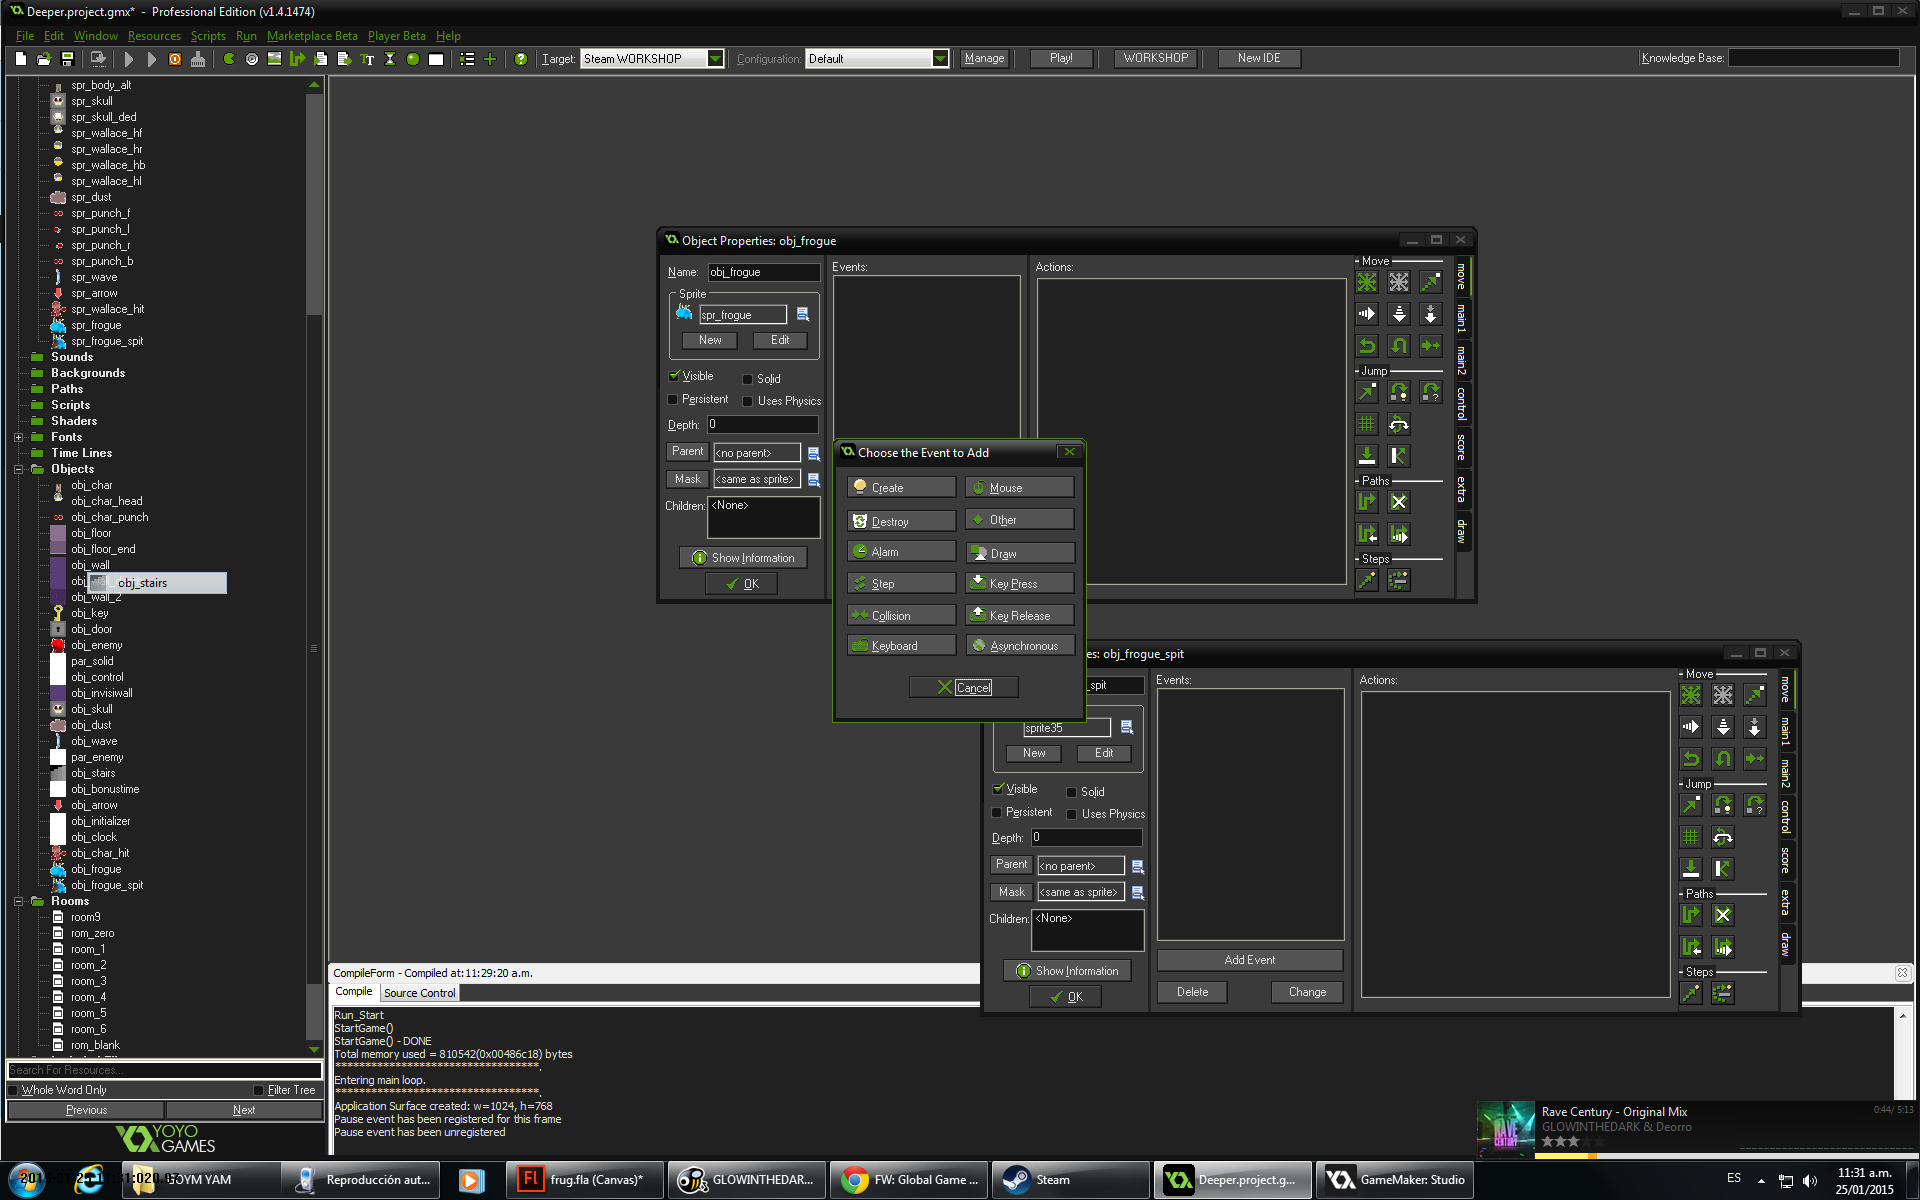 Deeper.project.gmx* - Professional Edition (v1.4.1474)
File Edit Window Resources Scripts Run Marketplace Beta Player Beta Help
Target: Steam WORKSHOP Configuration: Default Manage Play! WORKSHOP New IDE Knowledge Base:
spr_body_alt
spr_skull
spr_skull_ded
spr_wallace_hf
spr_wallace_hr
spr_wallace_hb
spr_wallace_hl
spr_dust
spr_punch_f
spr_punch_l
spr_punch_r
spr_punch_b
spr_wave
spr_arrow
spr_wallace_hit
spr_frogue
spr_frogue_spit
Sounds
Backgrounds
Paths
Scripts
Shaders
Fonts
Time Lines
Objects
obj_char
obj_char_head
obj_char_punch
obj_floor
obj_floor_end
obj_wall
obj_stairs
obj_wall_2
obj_key
obj_door
obj_enemy
par_solid
obj_control
obj_invisiwall
obj_skull
obj_dust
obj_wave
par_enemy
obj_stairs
obj_bonustime
obj_arrow
obj_initializer
obj_clock
obj_char_hit
obj_frogue
obj_frogue_spit
Rooms
room9
rom_zero
room_1
room_2
room_3
room_4
room_5
room_6
rom_blank
Search For Resources...
Whole Word Only Filter Tree
Previous Next
YOYO
GAMES
Object Properties: obj_frogue
Name: obj_frogue
Sprite
spr_frogue
New Edit
Visible Solid
Persistent Uses Physics
Depth: 0
Parent <no parent>
Mask <same as sprite>
Children: <None>
Show Information
OK
Events:
Actions:
Move
Jump
Paths
Steps
move
main1
main2
control
score
extra
draw
Choose the Event to Add
Create Mouse
Destroy Other
Alarm Draw
Step Key Press
Collision Key Release
Keyboard Asynchronous
Cancel
es: obj_frogue_spit
_spit
sprite35
New Edit
Visible Solid
Persistent Uses Physics
Depth: 0
Parent <no parent>
Mask <same as sprite>
Children: <None>
Show Information
OK
Events:
Add Event
Delete Change
Actions:
Move
Jump
Paths
Steps
move
main1
main2
control
score
extra
draw
CompileForm - Compiled at: 11:29:20 a.m.
Compile Source Control
Run_Start
StartGame()
StartGame() - DONE
Total memory used = 810542(0x00486c18) bytes
***********************************.
Entering main loop.
***********************************.
Application Surface created: w=1024, h=768
Pause event has been registered for this frame
Pause event has been unregistered
RAVE CENTURY
Rave Century - Original Mix
GLOWINTHEDARK & Deorro
0:44/ 5:13
YOYM YAM
Reproducción aut...
frug.fla (Canvas)*
GLOWINTHEDAR...
FW: Global Game ...
Steam
Deeper.project.g...
GameMaker: Studio
ES
11:31 a.m.
25/01/2015